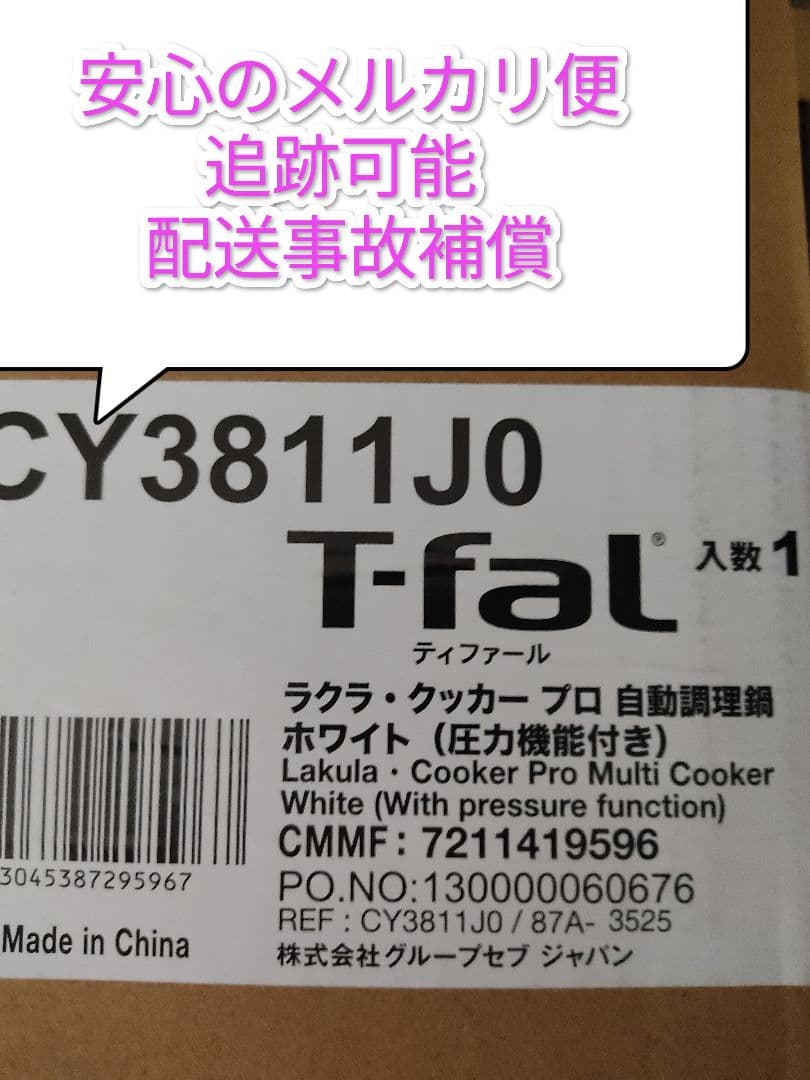 安心のメルカリ便
追跡可能
配送事故補償
CY3811J0
T-fal®
入数 1
ティファール
ラクラ・クッカー プロ 自動調理鍋
ホワイト（圧力機能付き）
Lakula・Cooker Pro Multi Cooker
White (With pressure function)
CMMF: 7211419596
3045387295967
PO.NO:130000060676
REF : CY3811J0 / 87A- 3525
Made in China
株式会社グループセブ ジャパン